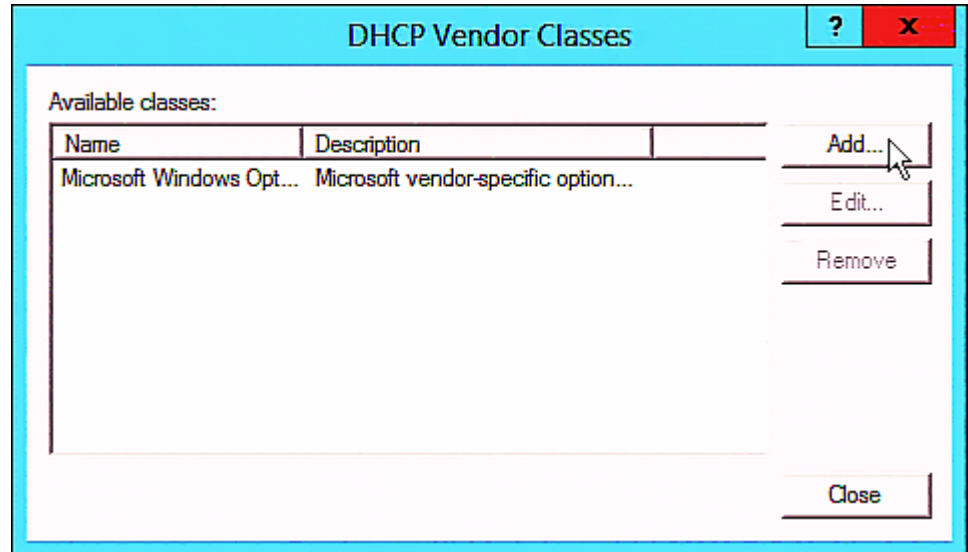 DHCP Vendor Classes
? x
Available classes:
Name Description
Add...
Microsoft Windows Opt... Microsoft vendor-specific option...
Edit...
Remove
Close